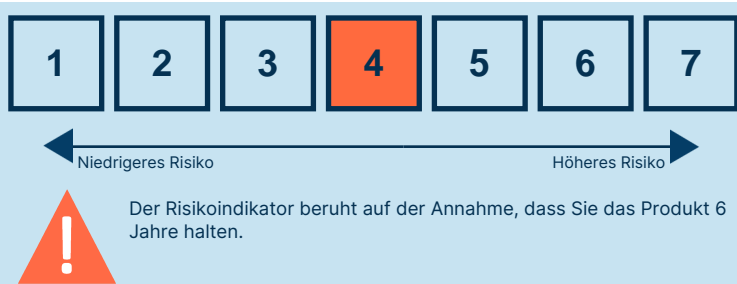 1 2 3 4 5 6 7
Niedrigeres Risiko Höheres Risiko
!
Der Risikoindikator beruht auf der Annahme, dass Sie das Produkt 6
Jahre halten.